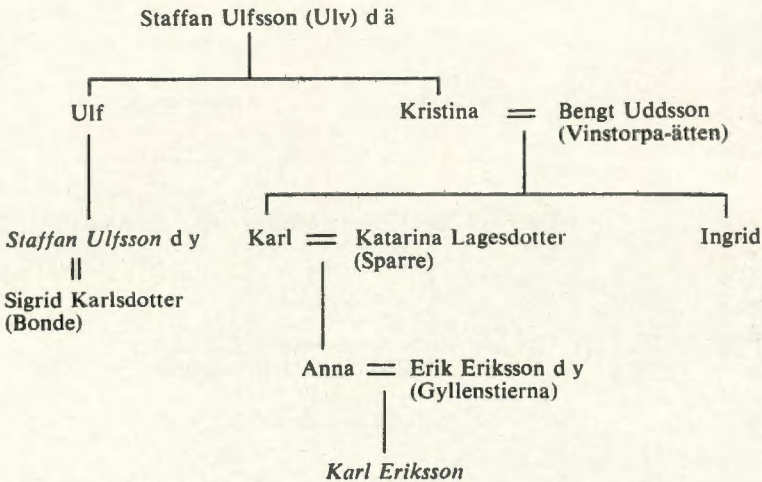 Staffan Ulfsson (Ulv) d ä
Ulf
Kristina = Bengt Uddsson
(Vinstorpa-ätten)
Staffan Ulfsson d y
Karl = Katarina Lagesdotter
(Sparre)
Ingrid
Sigrid Karlsdotter
(Bonde)
Anna = Erik Eriksson d y
(Gyllenstierna)
Karl Eriksson